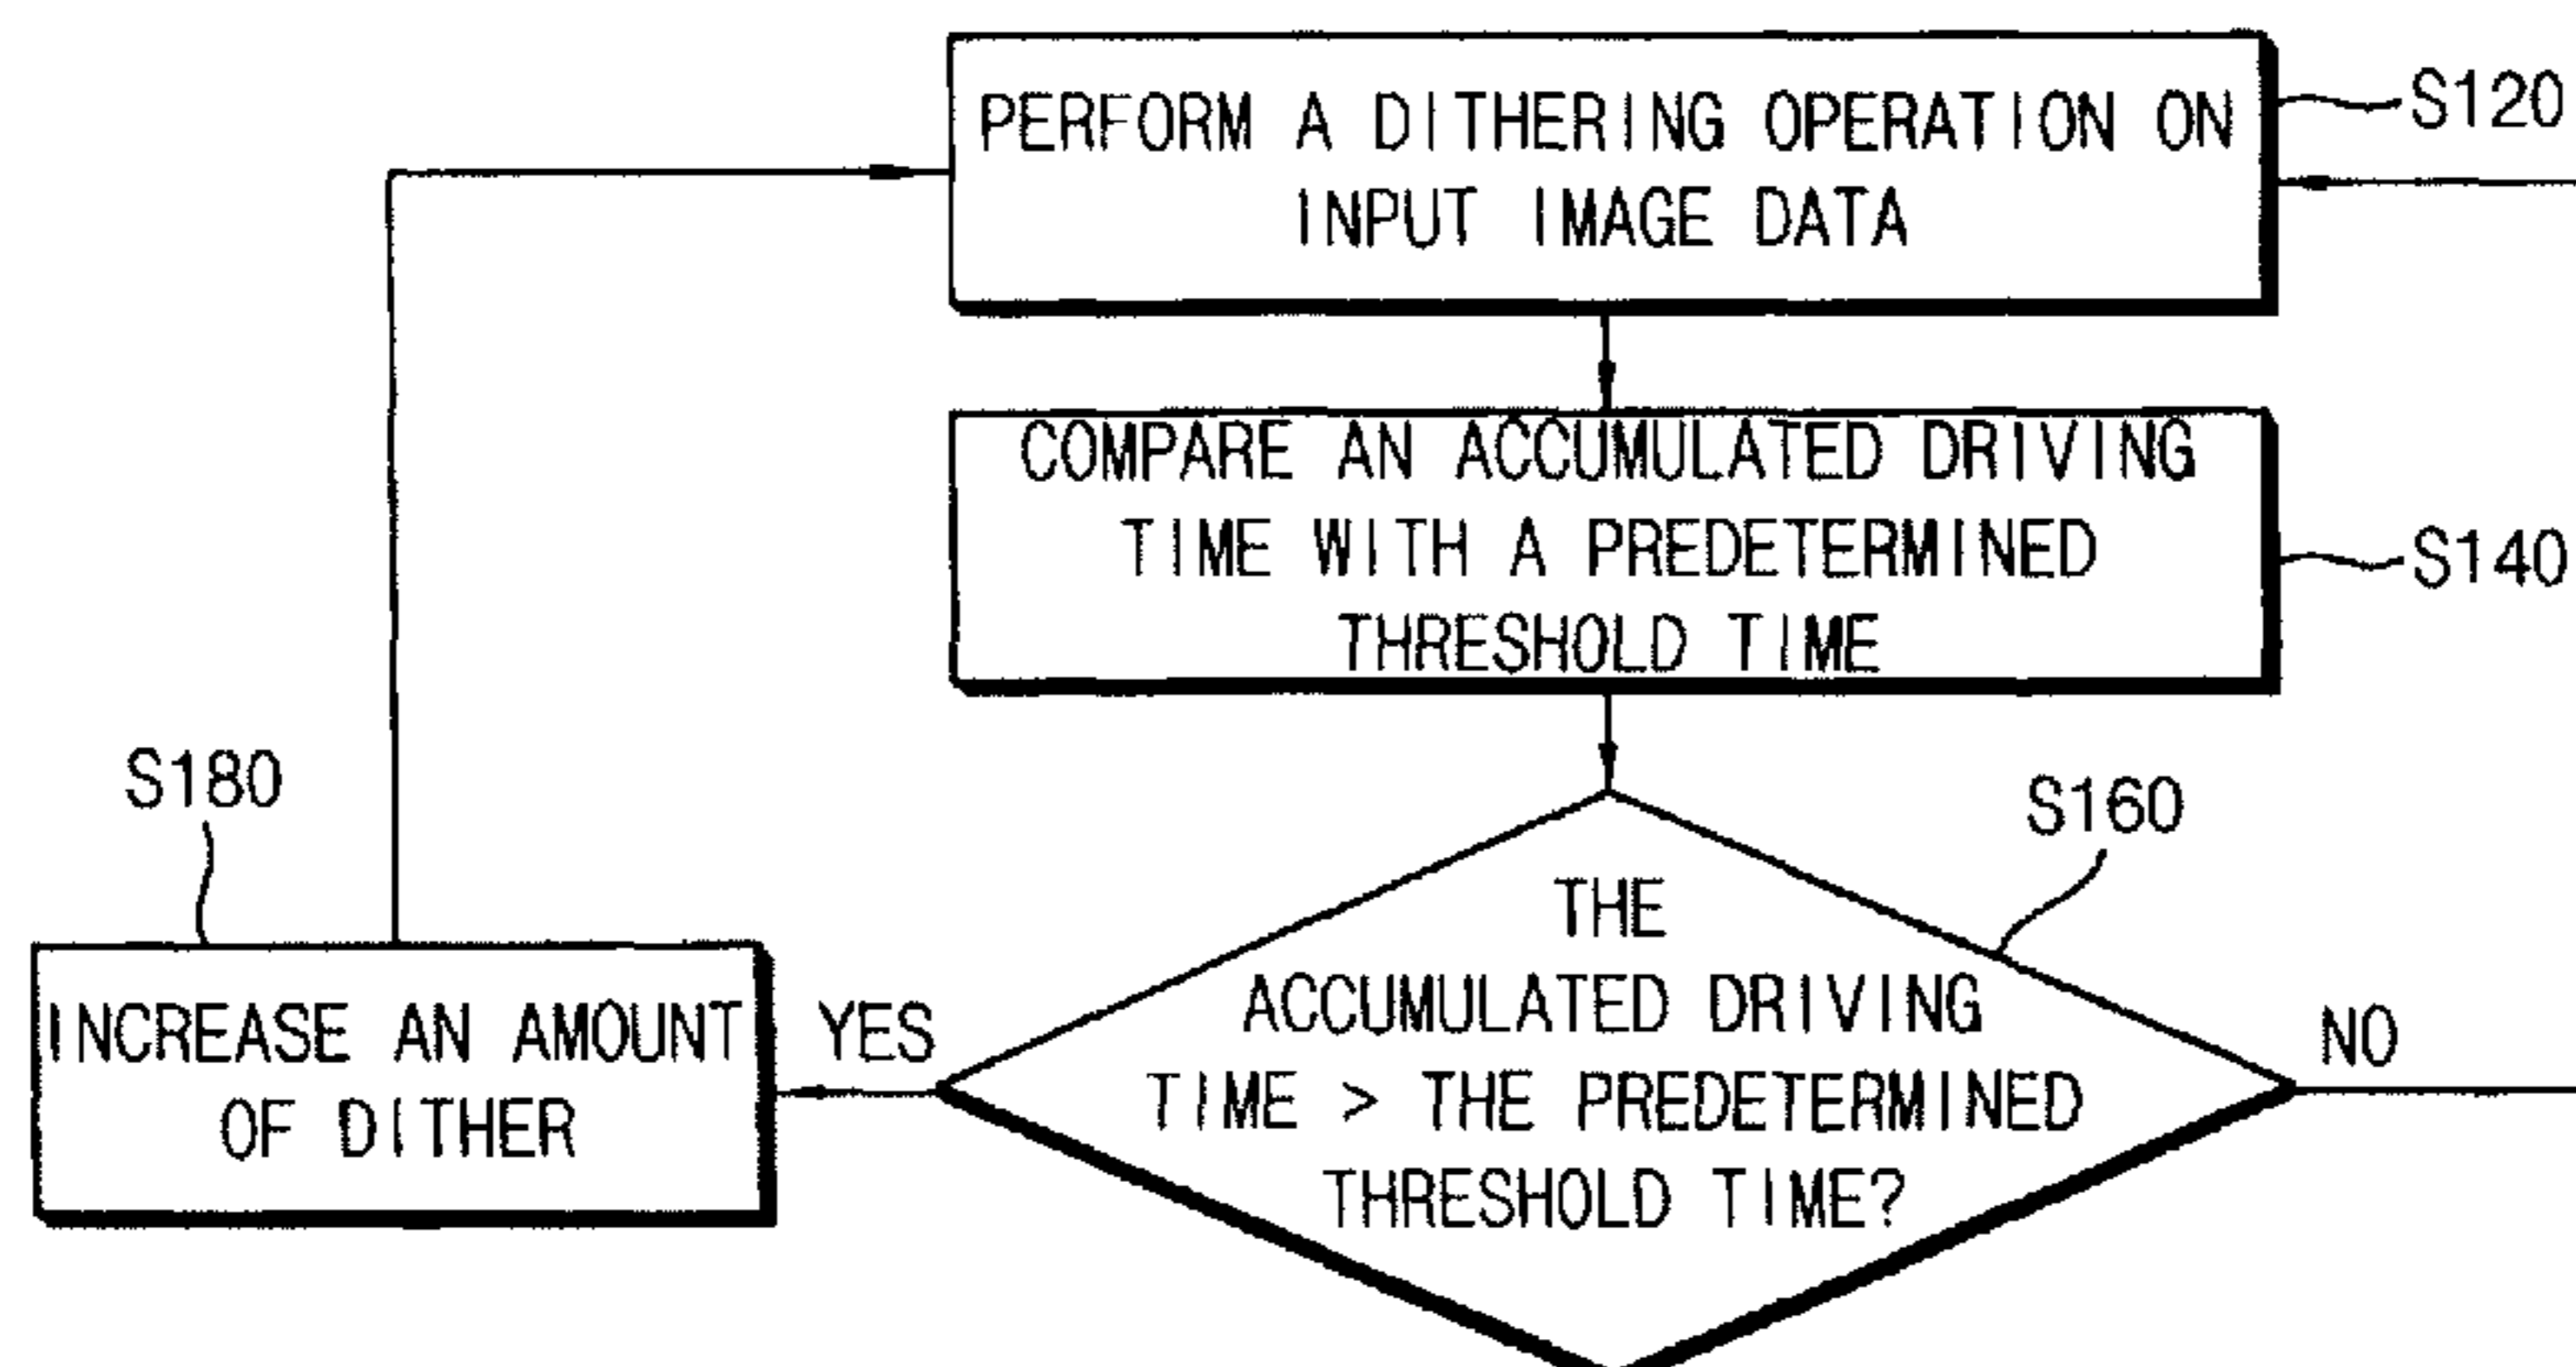 PERFORM A DITHERING OPERATION ON
INPUT IMAGE DATA
S120
COMPARE AN ACCUMULATED DRIVING
TIME WITH A PREDETERMINED
THRESHOLD TIME
S140
S180
S160
INCREASE AN AMOUNT
OF DITHER
YES
THE
ACCUMULATED DRIVING
TIME > THE PREDETERMINED
THRESHOLD TIME?
NO